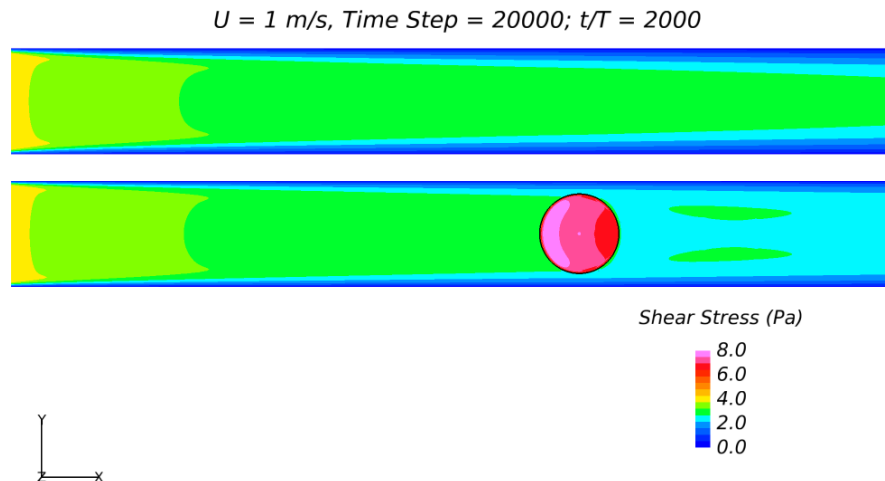 U = 1 m/s, Time Step = 20000; t/T = 2000
Shear Stress (Pa)
8.0
6.0
4.0
2.0
0.0
Y
Z X